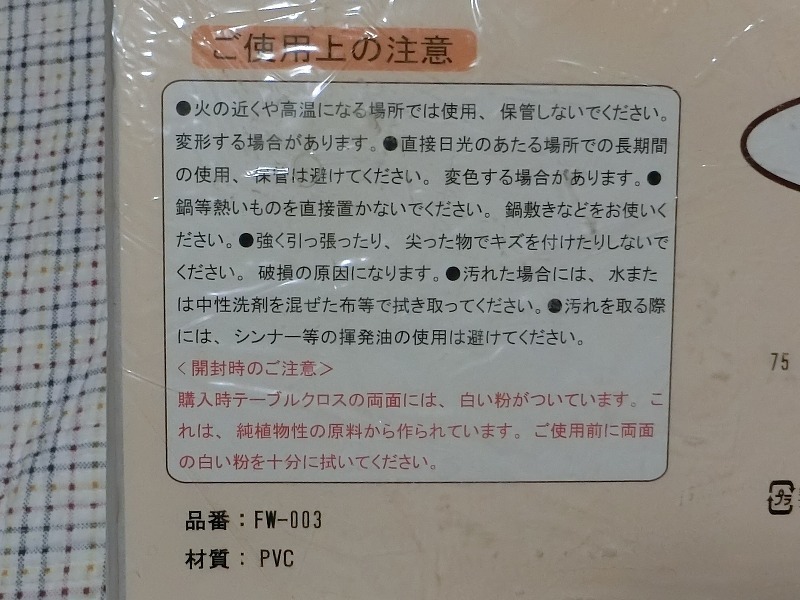 ご使用上の注意
●火の近くや高温になる場所では使用、保管しないでください。
変形する場合があります。●直接日光のあたる場所での長期間
の使用、保管は避けてください。変色する場合があります。●
鍋等熱いものを直接置かないでください。鍋敷きなどをお使いく
ださい。●強く引っ張ったり、尖った物でキズを付けたりしないで
ください。破損の原因になります。●汚れた場合には、水また
は中性洗剤を混ぜた布等で拭き取ってください。●汚れを取る際
には、シンナー等の揮発油の使用は避けてください。
<開封時のご注意>
購入時テーブルクロスの両面には、白い粉がついています。こ
れは、純植物性の原料から作られています。ご使用前に両面
の白い粉を十分に拭いてください。
75
プラ
品番：FW-003
材質：PVC